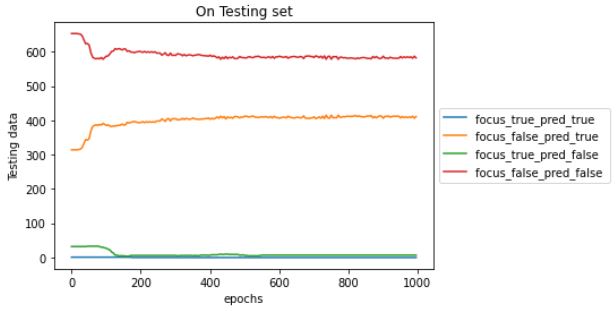 On Testing set
Testing data
600
500
400
300
200
100
0
0 200 400 600 800 1000
epochs
focus_true_pred_true
focus_false_pred_true
focus_true_pred_false
focus_false_pred_false